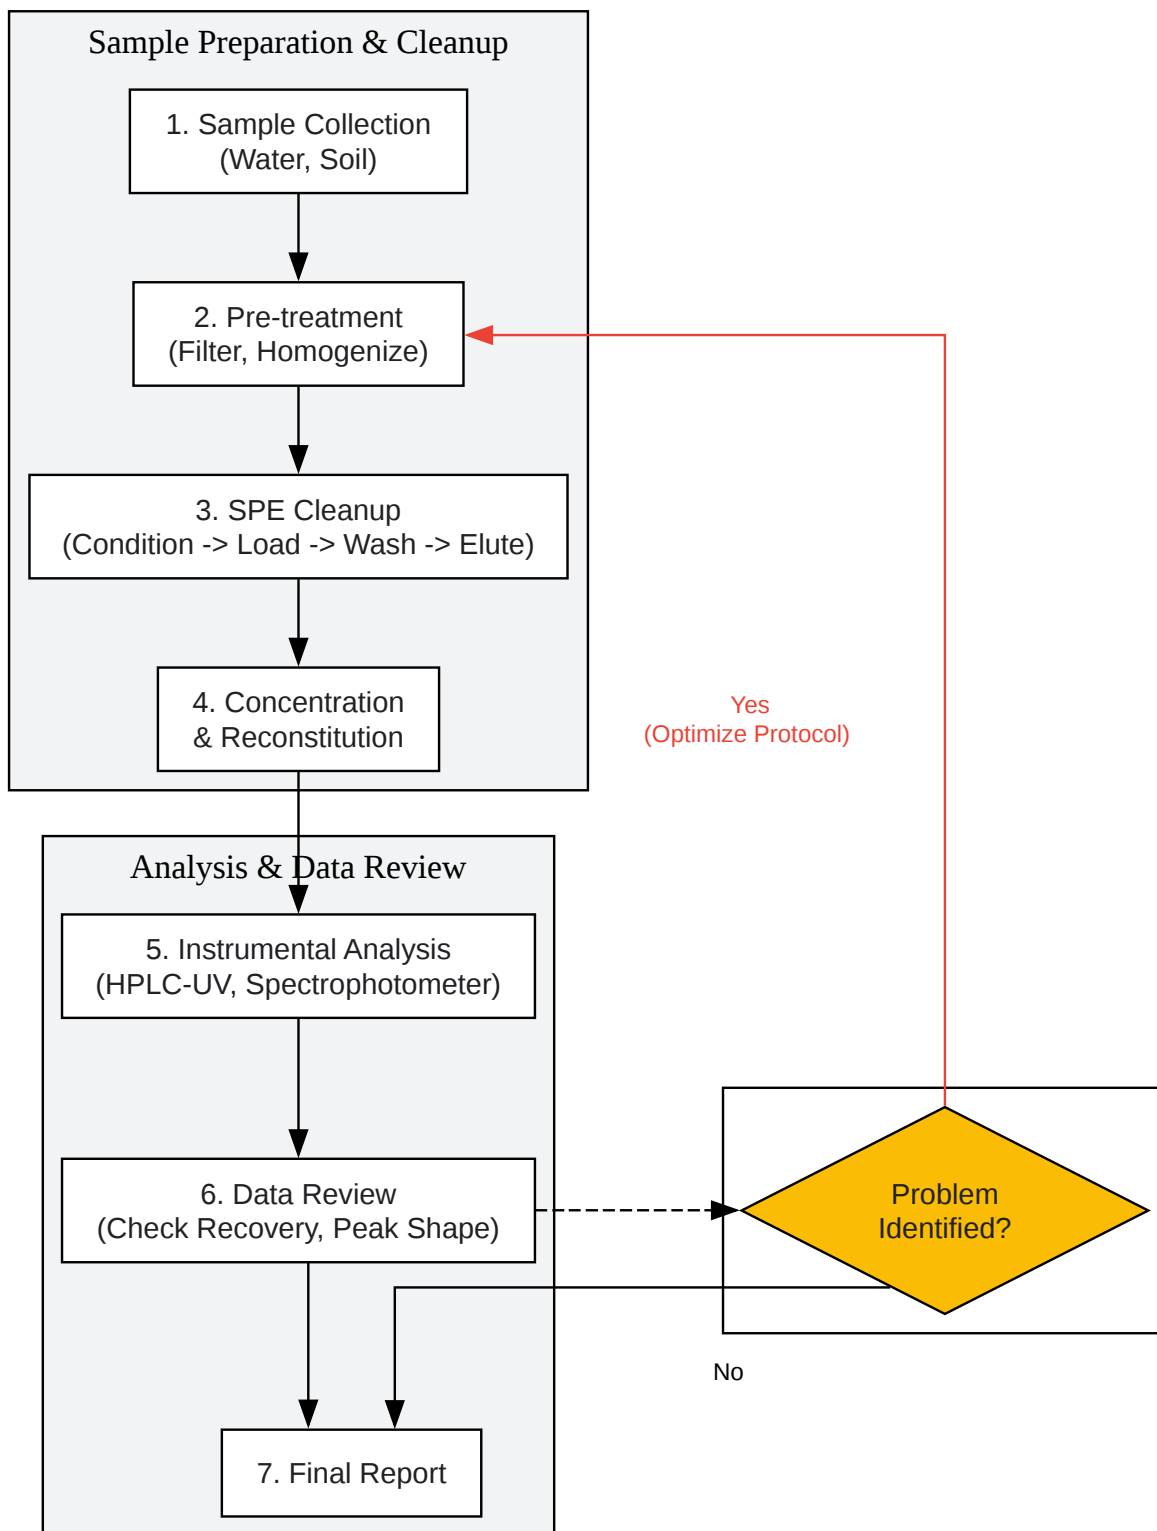 Sample Preparation & Cleanup
1. Sample Collection
(Water, Soil)
2. Pre-treatment
(Filter, Homogenize)
3. SPE Cleanup
(Condition -> Load -> Wash -> Elute)
4. Concentration
& Reconstitution
Yes
(Optimize Protocol)
Analysis & Data Review
5. Instrumental Analysis
(HPLC-UV, Spectrophotometer)
6. Data Review
(Check Recovery, Peak Shape)
Problem
Identified?
No
7. Final Report